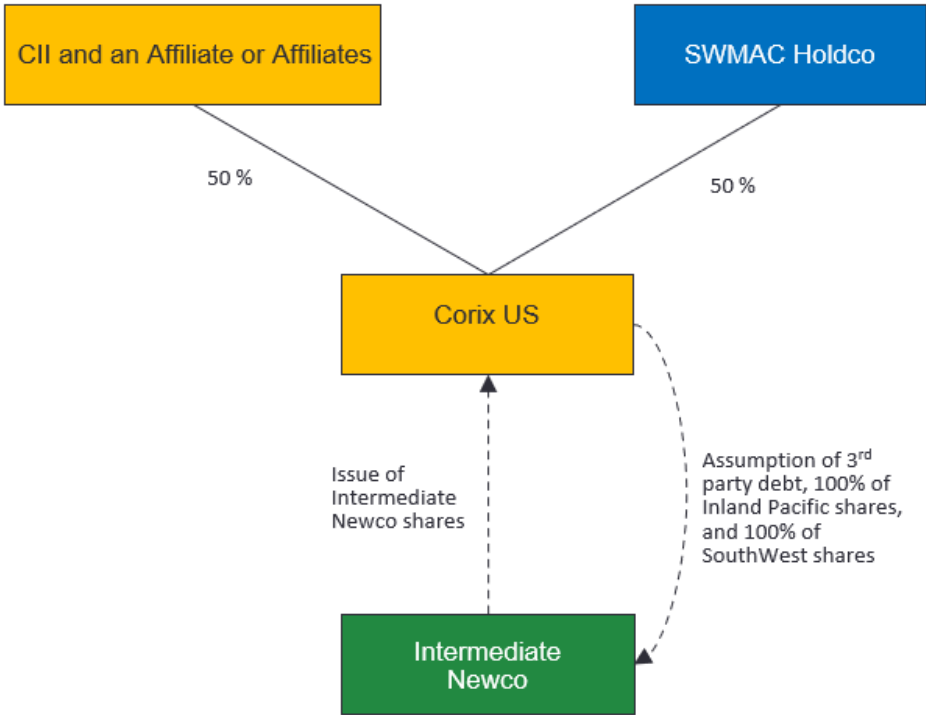 CII and an Affiliate or Affiliates
SWMAC Holdco
50 %
50 %
Corix US
Issue of
Intermediate
Newco shares
Assumption of 3rd
party debt, 100% of
Inland Pacific shares,
and 100% of
SouthWest shares
Intermediate
Newco